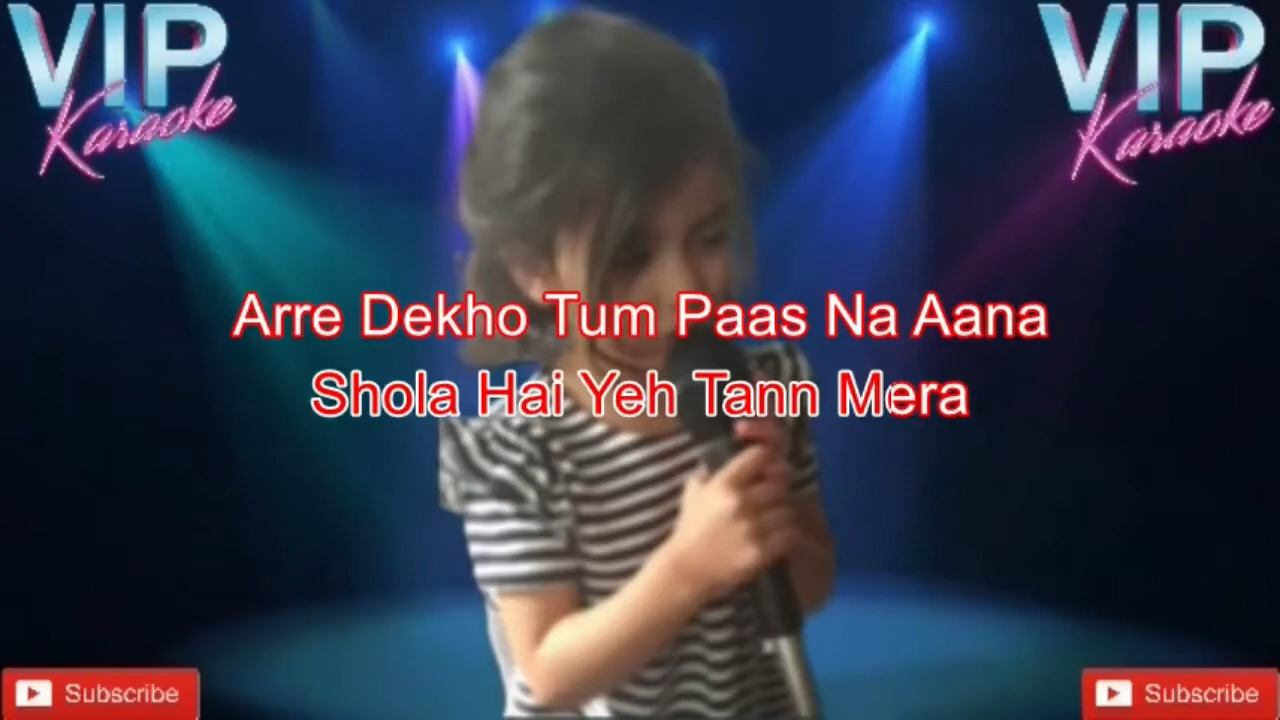 VIP
Karaoke
VIP
Karaoke
Arre Dekho Tum Paas Na Aana
Shola Hai Yeh Tann Mera
Subscribe
Subscribe